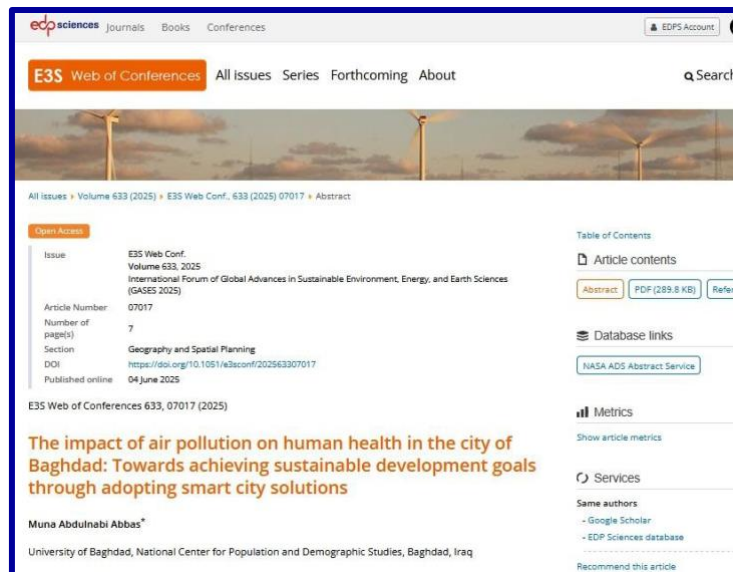 edp sciences Journals Books Conferences
EDPS Account
E3S Web of Conferences All issues Series Forthcoming About
Search
All issues Volume 633 (2025) E3S Web Conf., 633 (2025) 07017 Abstract
Open Access
Issue E3S Web Conf.
Volume 633, 2025
International Forum of Global Advances in Sustainable Environment, Energy, and Earth Sciences
(GASES 2025)
Article Number 07017
Number of
page(s) 7
Section Geography and Spatial Planning
DOI https://doi.org/10.1051/e3sconf/202563307017
Published online 04 June 2025
E3S Web of Conferences 633, 07017 (2025)
The impact of air pollution on human health in the city of
Baghdad: Towards achieving sustainable development goals
through adopting smart city solutions
Muna Abdulnabi Abbas*
University of Baghdad, National Center for Population and Demographic Studies, Baghdad, Iraq
Table of Contents
Article contents
Abstract PDF (289.8 KB) Refer
Database links
NASA ADS Abstract Service
Metrics
Show article metrics
Services
Same authors
- Google Scholar
- EDP Sciences database
Recommend this article